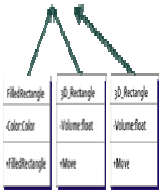 FilledRectangle
-Color:Color
+FilledRectangle
3D_Rectangle
-Volume:float
+Move
3D_Rectangle
-Volume:float
+Move